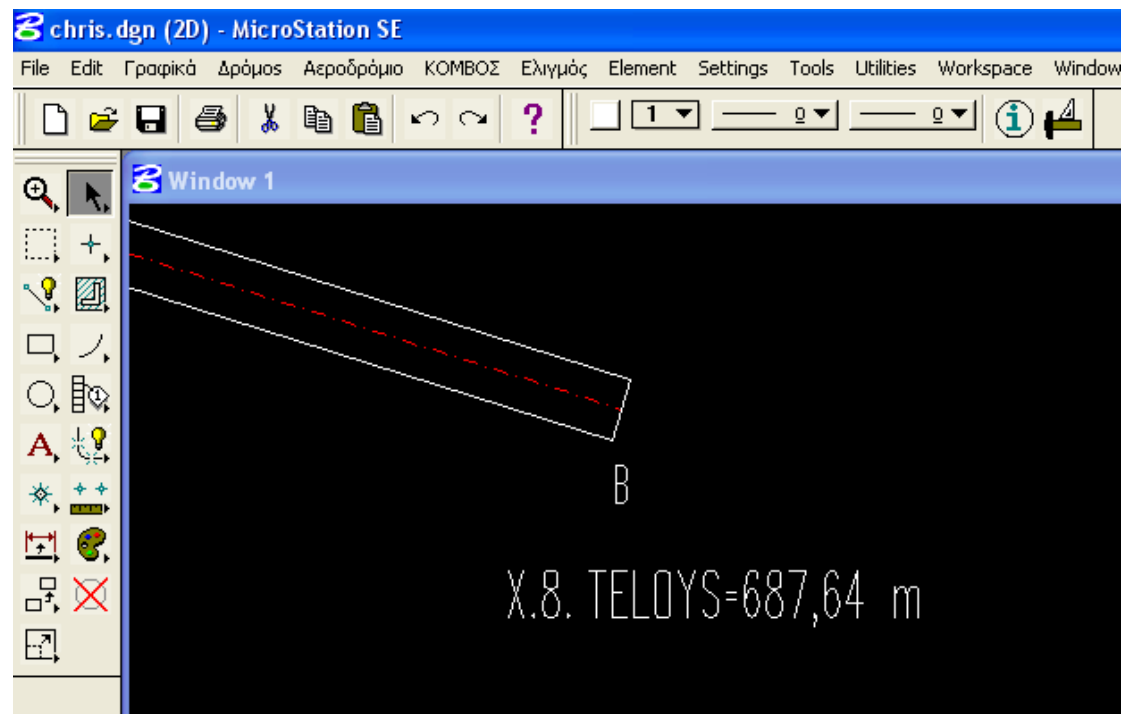 chris.dgn (2D) - MicroStation SE
File Edit Γραφικά Δρόμος Αεροδρόμιο ΚΟΜΒΟΣ Ελιγμός Element Settings Tools Utilities Workspace Window
? 1 0 0
Window 1
A 1
B
X.8. TELOYS=687,64 m